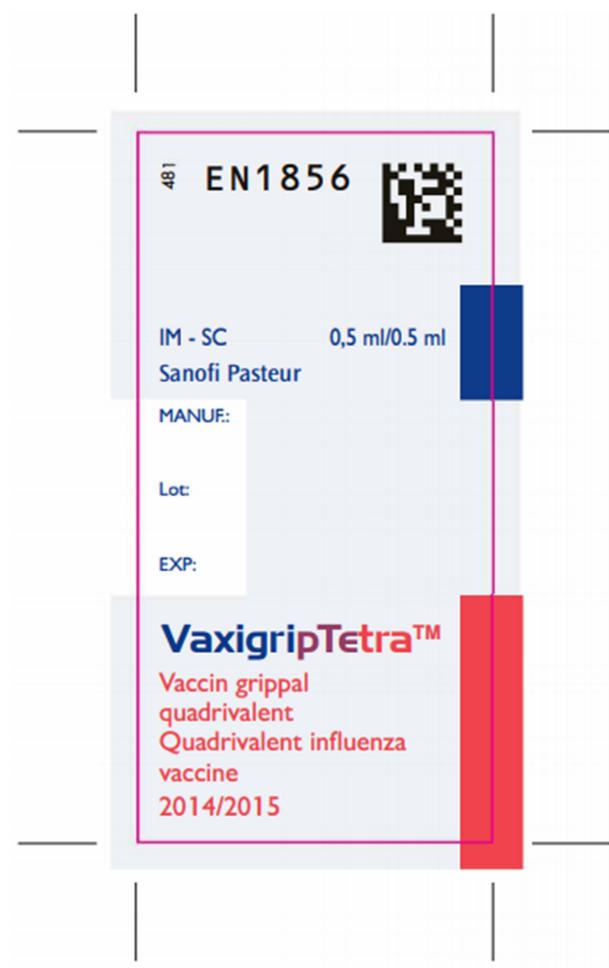 481 EN1856
IM - SC 0,5 ml/0.5 ml
Sanofi Pasteur
MANUF.:
Lot:
EXP:
VaxigripTetra™
Vaccin grippal
quadrivalent
Quadrivalent influenza
vaccine
2014/2015